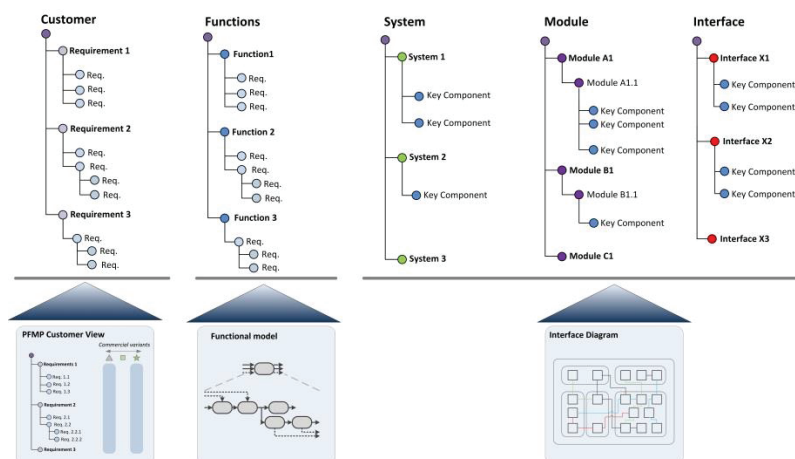 Customer
Requirement 1
Req.
Req.
Req.
Requirement 2
Req.
Req.
Req.
Req.
Requirement 3
Req.
Req.
Req.
Functions
Function1
Req.
Req.
Req.
Function 2
Req.
Req.
Req.
Req.
Function 3
Req.
Req.
Req.
System
System 1
Key Component
Key Component
System 2
Key Component
System 3
Module
Module A1
Module A1.1
Key Component
Key Component
Key Component
Module B1
Module B1.1
Key Component
Module C1
Interface
Interface X1
Key Component
Key Component
Interface X2
Key Component
Key Component
Interface X3
PFMP Customer View
Commercial variants
Requirements 1
Req. 1.1
Req. 1.2
Req. 1.3
Requirement 2
Req. 2.1
Req. 2.2
Req. 2.2.1
Req. 2.2.2
Requirement 3
Functional model
Interface Diagram